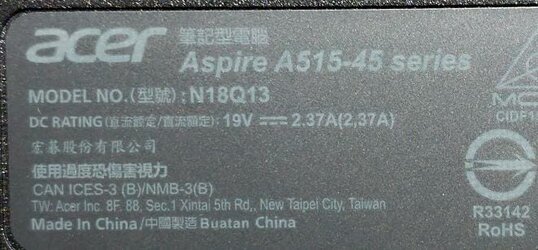 acer 筆記型電腦
Aspire A515-45 series
MODEL NO.(型號):N18Q13
DC RATING (直流額定/直流額定): 19V ⎓ 2.37A(2,37A)
宏碁股份有限公司
使用過度恐傷害視力
CAN ICES-3 (B)/NMB-3(B)
TW: Acer Inc. 8F. 88, Sec.1 Xintai 5th Rd,, New Taipei City, Taiwan
Made in China/中國製造 Buatan China
MC
CIDF1
R33142
RoHS